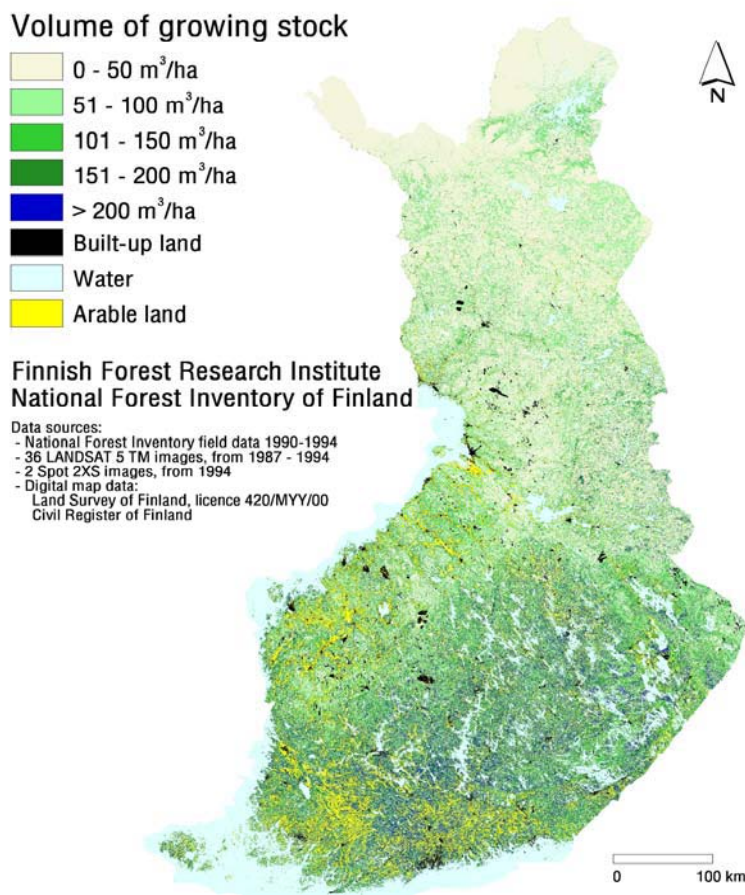 Volume of growing stock
0 - 50 m³/ha
51 - 100 m³/ha
101 - 150 m³/ha
151 - 200 m³/ha
> 200 m³/ha
Built-up land
Water
Arable land
N
Finnish Forest Research Institute
National Forest Inventory of Finland
Data sources:
- National Forest Inventory field data 1990-1994
- 36 LANDSAT 5 TM images, from 1987 - 1994
- 2 Spot 2XS images, from 1994
- Digital map data:
Land Survey of Finland, licence 420/MYY/00
Civil Register of Finland
0 100 km